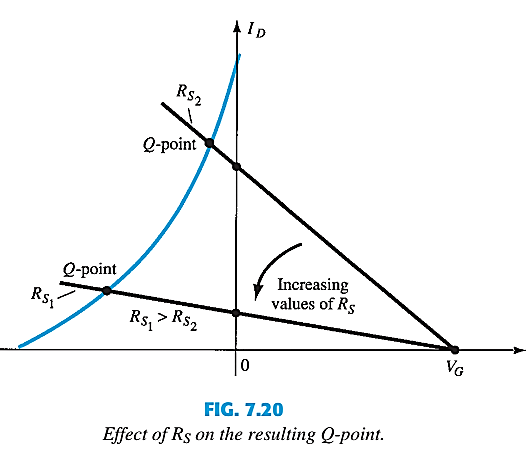 I_D
R_S₂
Q-point
Q-point
Increasing
values of R_S
R_S₁
R_S₁ > R_S₂
0
V_G
FIG. 7.20
Effect of R_S on the resulting Q-point.